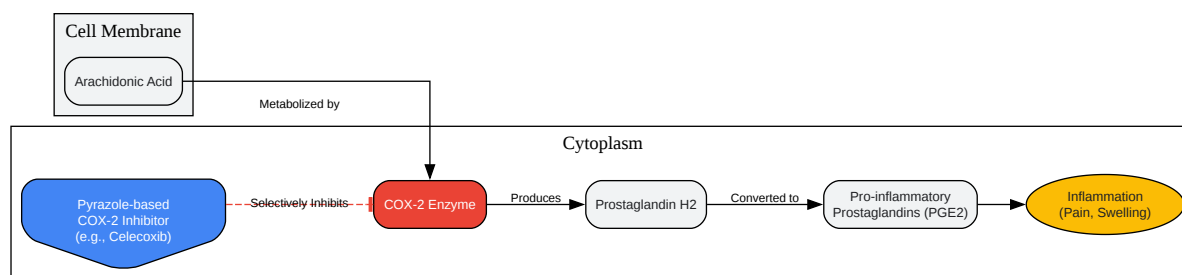 Cell Membrane
Arachidonic Acid
Metabolized by
Cytoplasm
Pyrazole-based
COX-2 Inhibitor
(e.g., Celecoxib)
Selectively Inhibits
COX-2 Enzyme
Produces
Prostaglandin H2
Converted to
Pro-inflammatory
Prostaglandins (PGE2)
Inflammation
(Pain, Swelling)